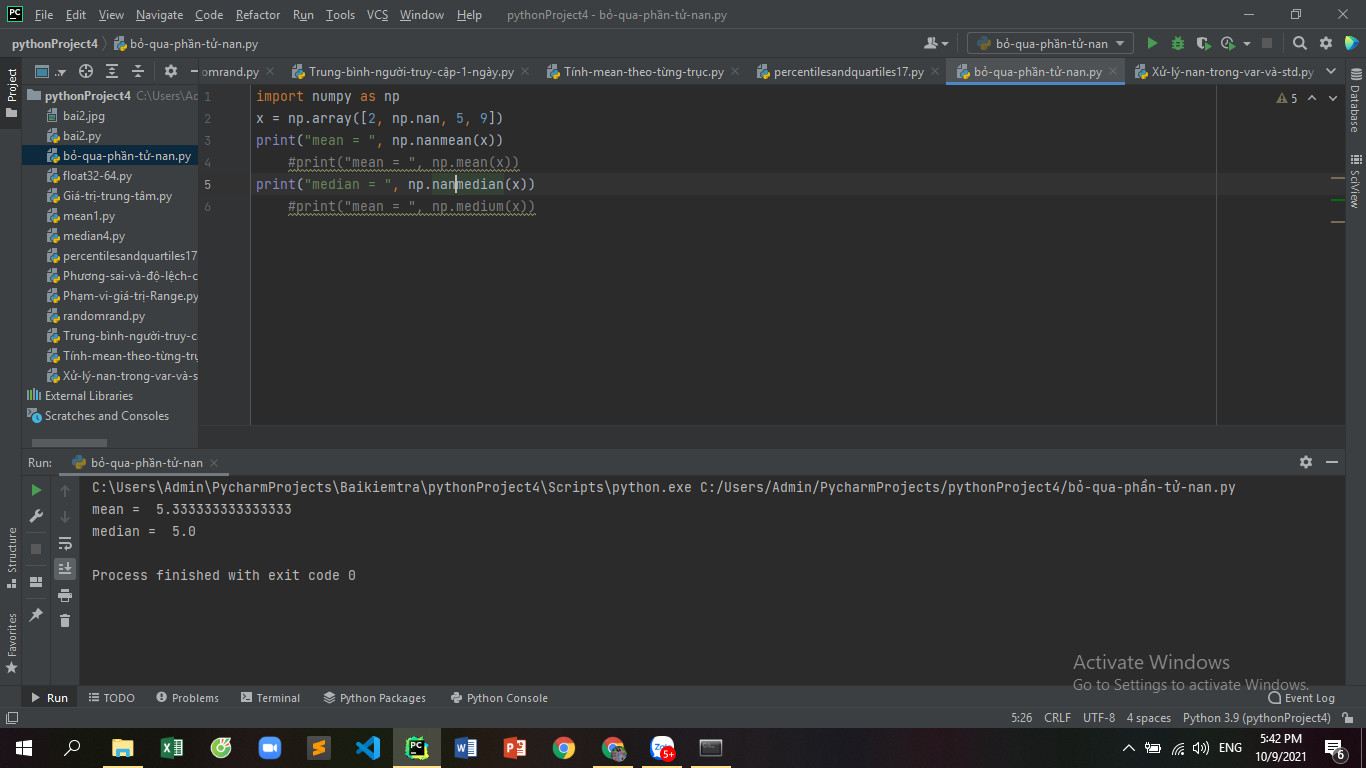 File Edit View Navigate Code Refactor Run Tools VCS Window Help pythonProject4 - bỏ-qua-phần-tử-nan.py
pythonProject4 bỏ-qua-phần-tử-nan.py bỏ-qua-phần-tử-nan
omrand.py Trung-bình-người-truy-cập-1-ngày.py Tính-mean-theo-từng-trục.py percentilesandquartiles17.py bỏ-qua-phần-tử-nan.py Xử-lý-nan-trong-var-và-std.py
Project
pythonProject4 C:\Users\Ad
bai2.jpg
bai2.py
bỏ-qua-phần-tử-nan.py
float32-64.py
Giá-trị-trung-tâm.py
mean1.py
median4.py
percentilesandquartiles17
Phương-sai-và-độ-lệch-c
Phạm-vi-giá-trị-Range.py
randomrand.py
Trung-bình-người-truy-c
Tính-mean-theo-từng-trụ
Xử-lý-nan-trong-var-và-s
External Libraries
Scratches and Consoles
1 import numpy as np
2 x = np.array([2, np.nan, 5, 9])
3 print("mean = ", np.nanmean(x))
4 #print("mean = ", np.mean(x))
5 print("median = ", np.nanmedian(x))
6 #print("mean = ", np.medium(x))
5
Database
SciView
Run: bỏ-qua-phần-tử-nan
C:\Users\Admin\PycharmProjects\Baikiemtra\pythonProject4\Scripts\python.exe C:/Users/Admin/PycharmProjects/pythonProject4/bỏ-qua-phần-tử-nan.py
mean =  5.333333333333333
median =  5.0
Process finished with exit code 0
Structure
Favorites
Activate Windows
Go to Settings to activate Windows.
Run TODO Problems Terminal Python Packages Python Console Event Log
5:26 CRLF UTF-8 4 spaces Python 3.9 (pythonProject4)
5+
ENG
5:42 PM
10/9/2021
6